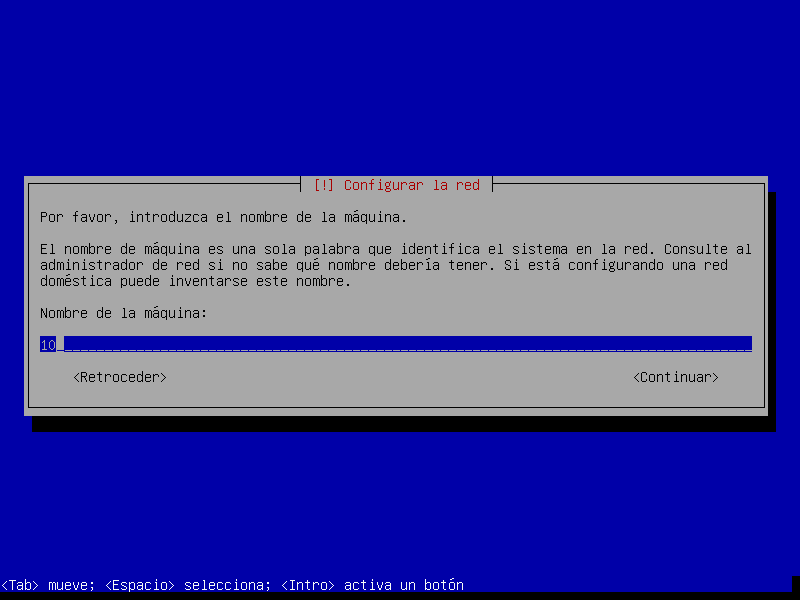 [!] Configurar la red
Por favor, introduzca el nombre de la máquina.
El nombre de máquina es una sola palabra que identifica el sistema en la red. Consulte al
administrador de red si no sabe qué nombre debería tener. Si está configurando una red
doméstica puede inventarse este nombre.
Nombre de la máquina:
10
<Retroceder> <Continuar>
<Tab> mueve; <Espacio> selecciona; <Intro> activa un botón